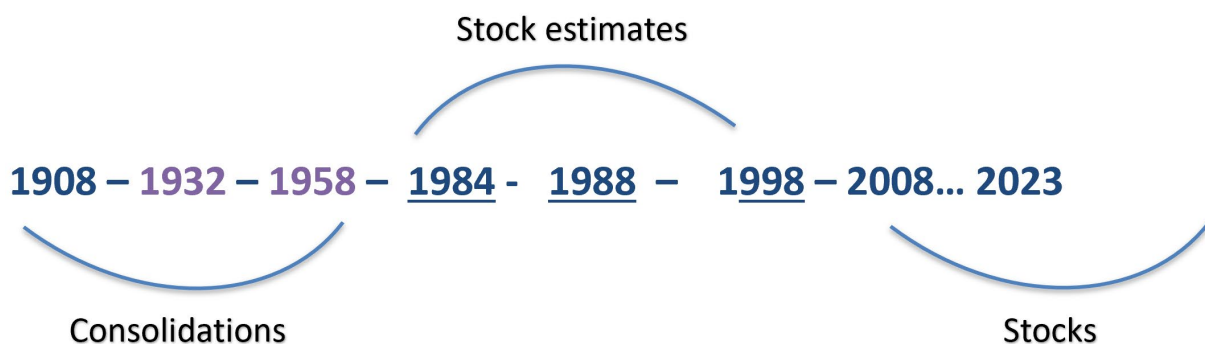 Stock estimates
1908 – 1932 – 1958 – 1984 - 1988 – 1998 – 2008... 2023
Consolidations
Stocks